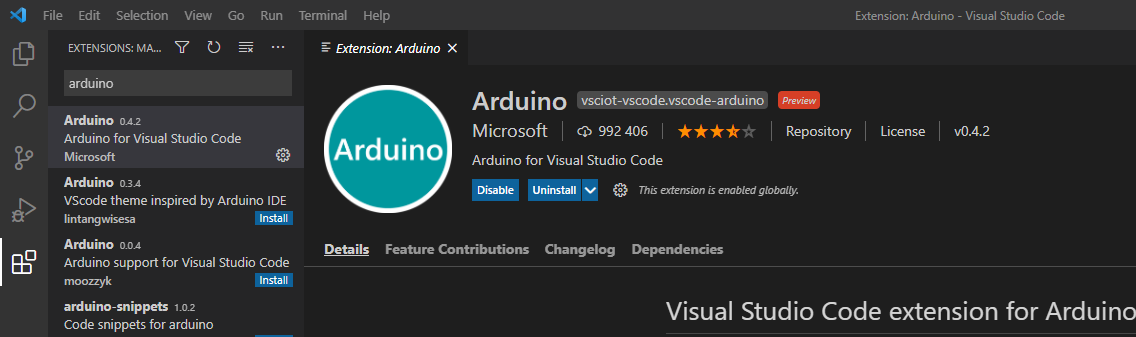 File Edit Selection View Go Run Terminal Help Extension: Arduino - Visual Studio Code
EXTENSIONS: MA...
arduino
Arduino 0.4.2
Arduino for Visual Studio Code
Microsoft
Arduino 0.3.4
VScode theme inspired by Arduino IDE
lintangwisesa Install
Arduino 0.0.4
Arduino support for Visual Studio Code
moozzyk Install
arduino-snippets 1.0.2
Code snippets for arduino
Extension: Arduino
Arduino
Arduino vsciot-vscode.vscode-arduino Preview
Microsoft 992 406 Repository License v0.4.2
Arduino for Visual Studio Code
Disable Uninstall This extension is enabled globally.
Details Feature Contributions Changelog Dependencies
Visual Studio Code extension for Arduino